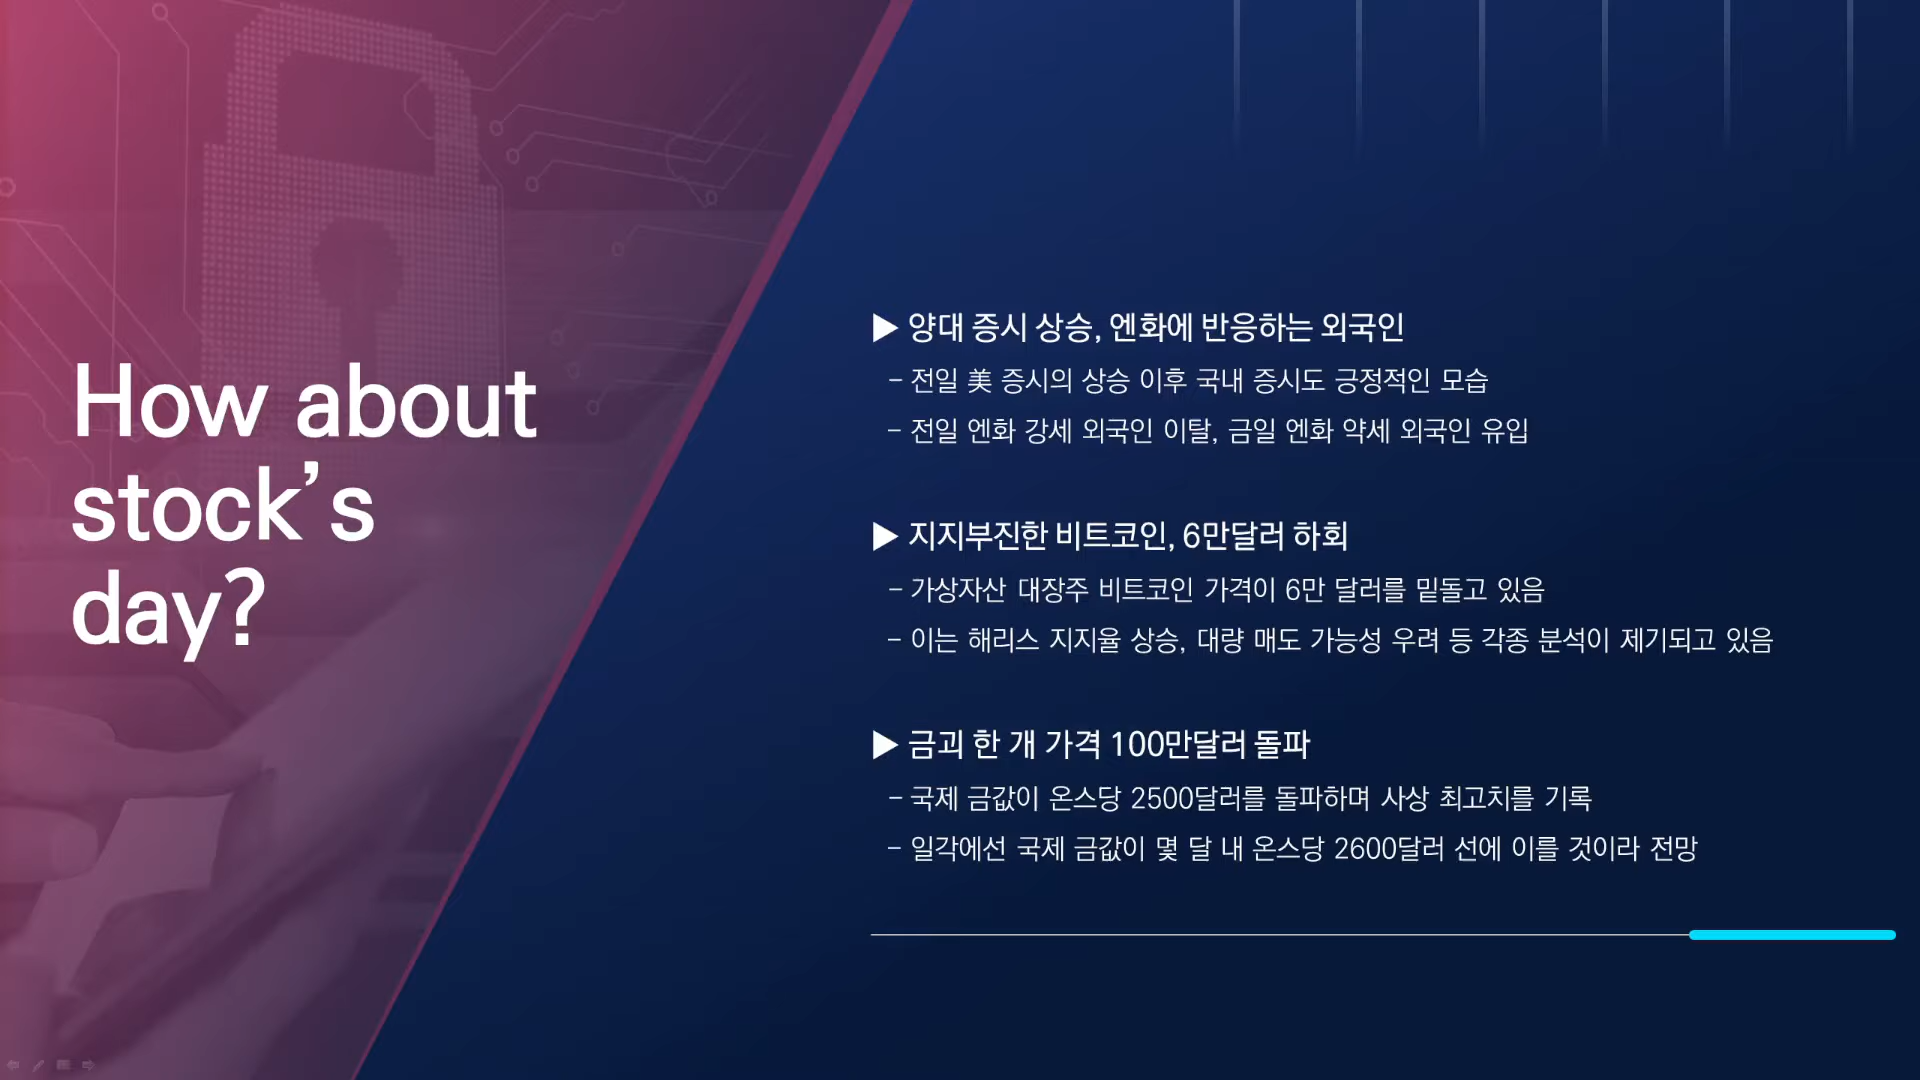 How about
stock’s
day?
▶ 양대 증시 상승, 엔화에 반응하는 외국인
– 전일 美 증시의 상승 이후 국내 증시도 긍정적인 모습
– 전일 엔화 강세 외국인 이탈, 금일 엔화 약세 외국인 유입
▶ 지지부진한 비트코인, 6만달러 하회
– 가상자산 대장주 비트코인 가격이 6만 달러를 밑돌고 있음
– 이는 해리스 지지율 상승, 대량 매도 가능성 우려 등 각종 분석이 제기되고 있음
▶ 금괴 한 개 가격 100만달러 돌파
– 국제 금값이 온스당 2500달러를 돌파하며 사상 최고치를 기록
– 일각에선 국제 금값이 몇 달 내 온스당 2600달러 선에 이를 것이라 전망